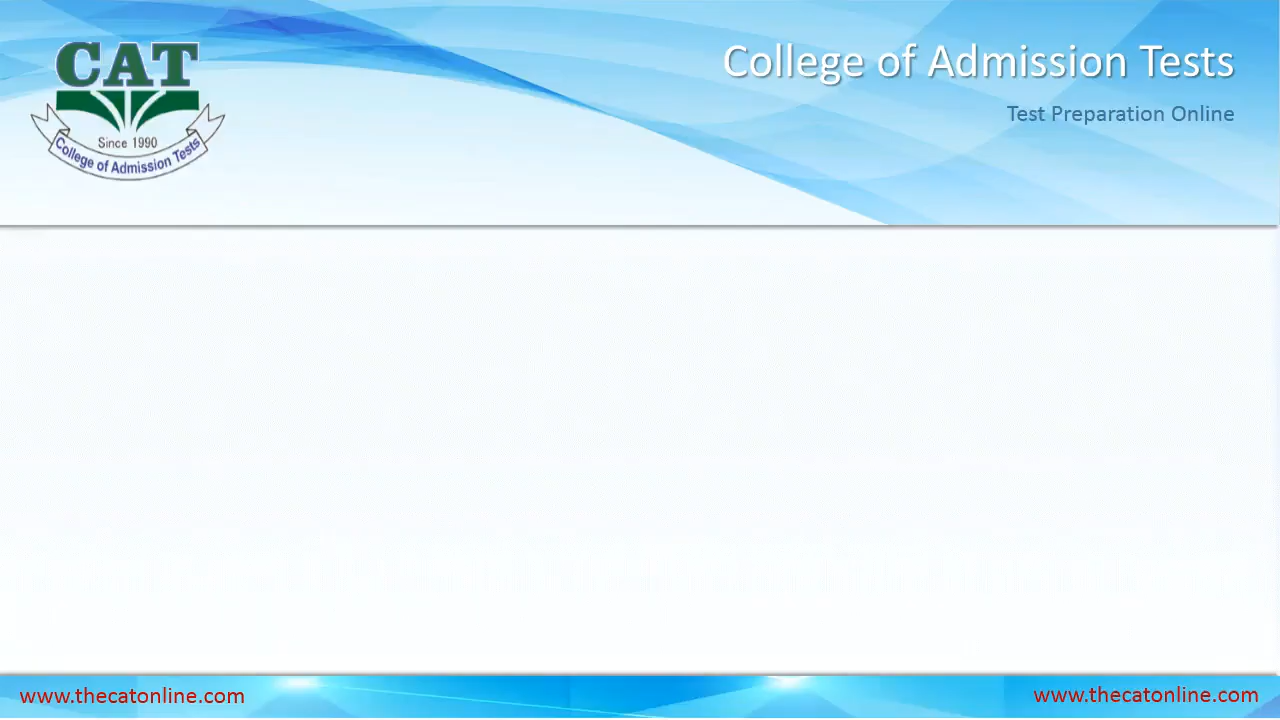 CAT
Since 1990
College of Admission Tests
College of Admission Tests
Test Preparation Online
www.thecatonline.com
www.thecatonline.com